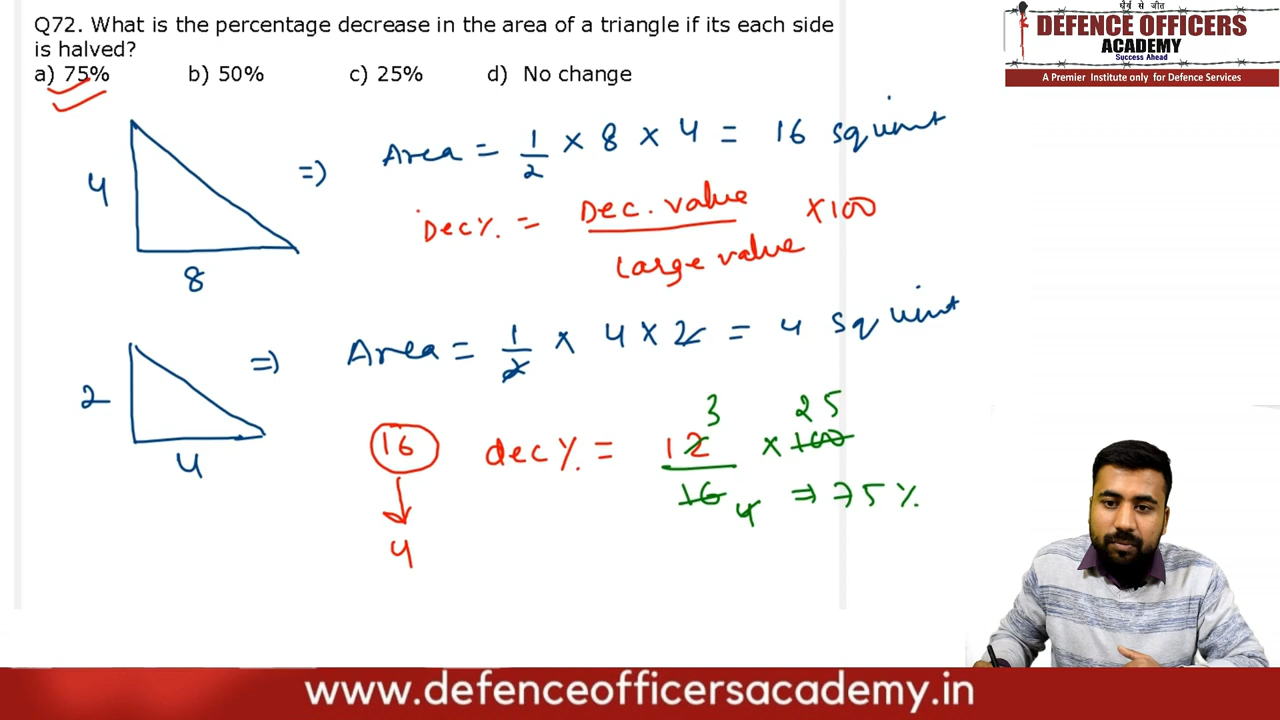 Q72. What is the percentage decrease in the area of a triangle if its each side
is halved?
a) 75% b) 50% c) 25% d) No change
धैर्य से जीत
DEFENCE OFFICERS
ACADEMY
Success Ahead
A Premier Institute only for Defence Services
4
8
=> Area = 1/2 × 8 × 4 = 16 sq unit
Dec%. = Dec. value / Large value ×100
2
4
=> Area = 1/2 × 4 × 2 = 4 sq unit
16
4
dec%. = 12/16 × 100 => 75%
3
25
4
www.defenceofficersacademy.in